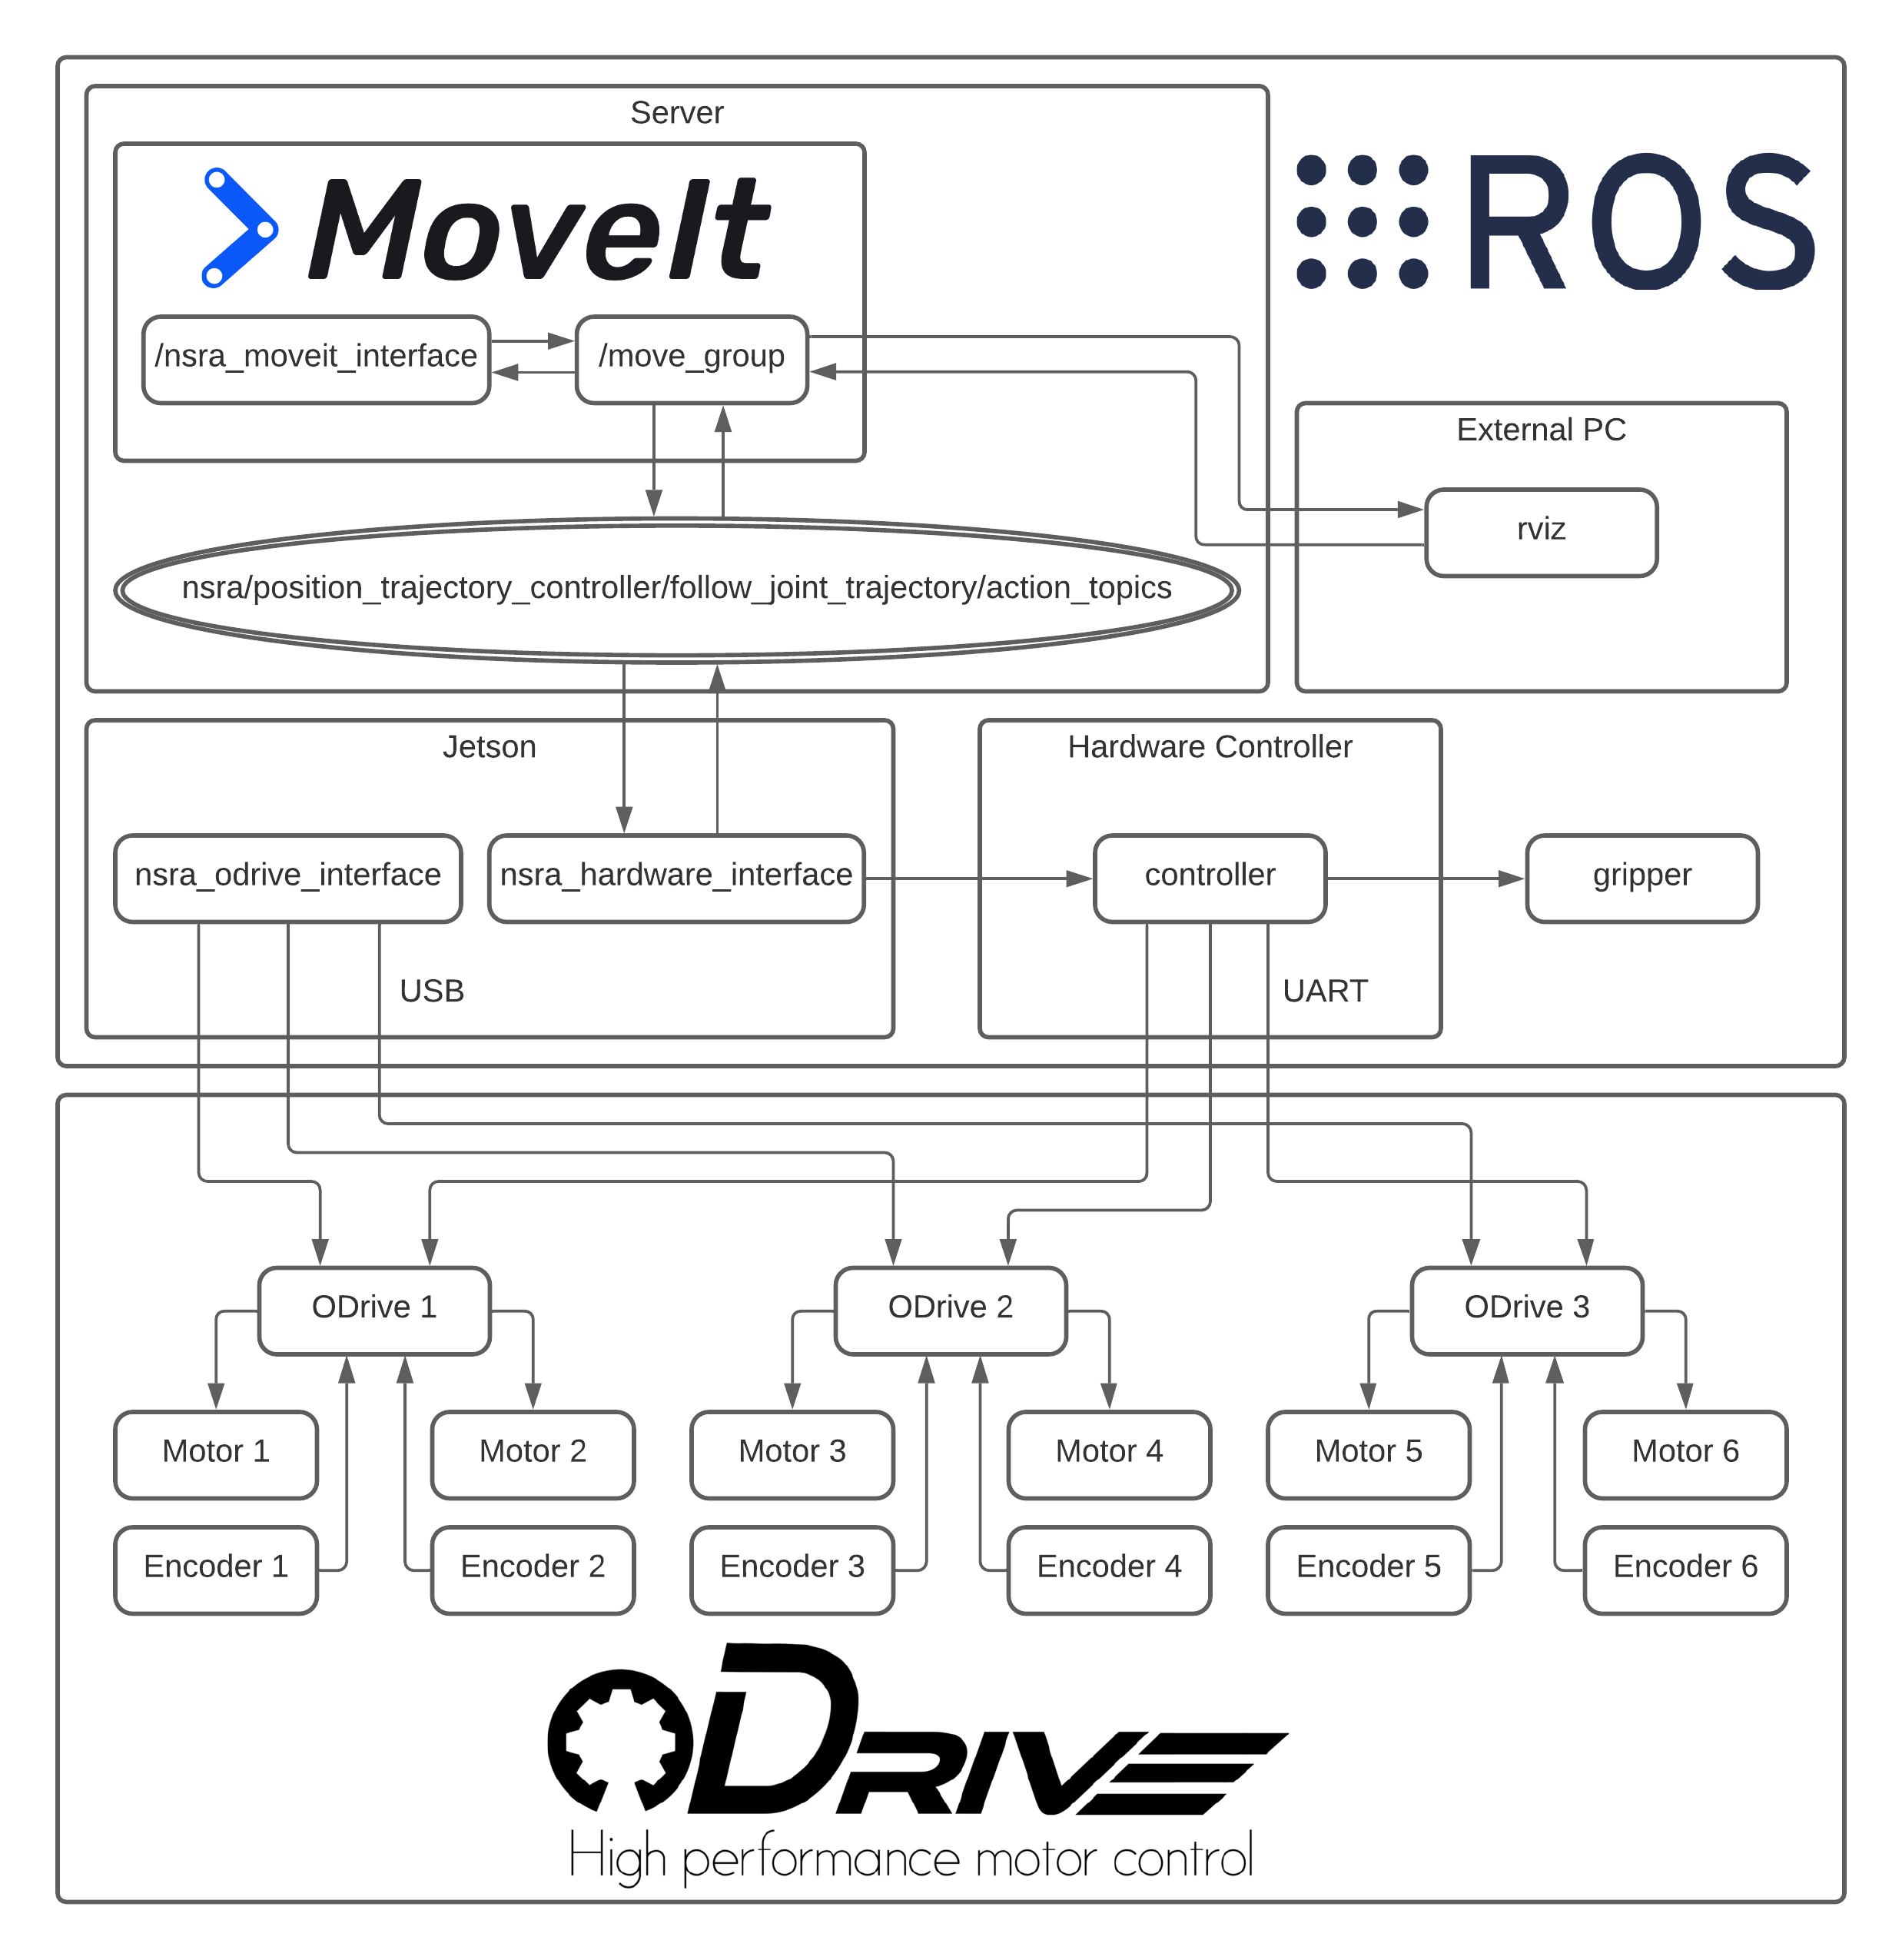 Server
MoveIt
ROS
/nsra_moveit_interface
/move_group
External PC
rviz
nsra/position_trajectory_controller/follow_joint_trajectory/action_topics
Jetson
Hardware Controller
nsra_odrive_interface
nsra_hardware_interface
controller
gripper
USB
UART
ODrive 1
ODrive 2
ODrive 3
Motor 1
Motor 2
Motor 3
Motor 4
Motor 5
Motor 6
Encoder 1
Encoder 2
Encoder 3
Encoder 4
Encoder 5
Encoder 6
ODRIVE
High performance motor control